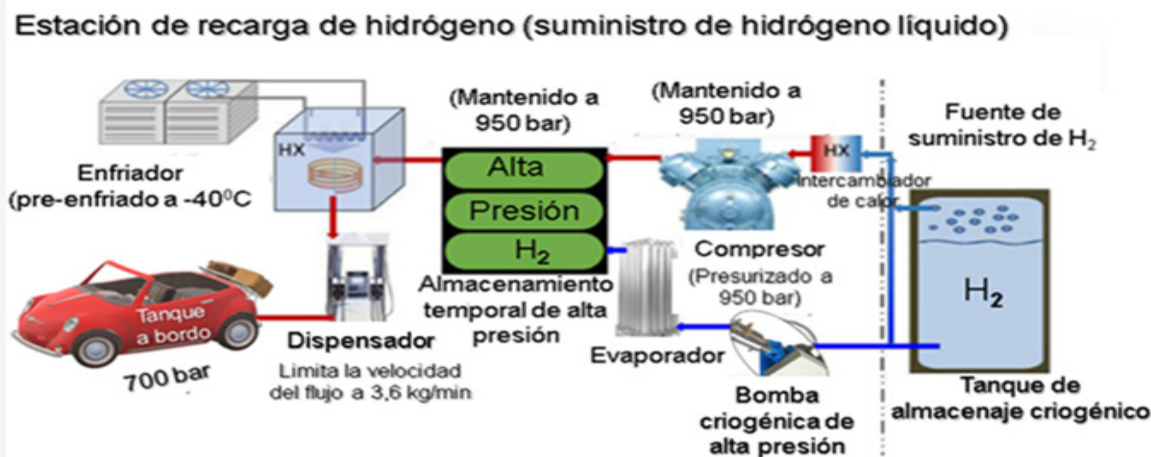 Estación de recarga de hidrógeno (suministro de hidrógeno líquido)
HX
Enfriador
(pre-enfriado a -40⁰C
(Mantenido a
950 bar)
Alta
Presión
H₂
Almacenamiento
temporal de alta
presión
(Mantenido a
950 bar)
HX
Intercambiador
de calor
Compresor
(Presurizado a
950 bar)
Fuente de
suministro de H₂
H₂
Tanque de
almacenaje criogénico
Tanque
a bordo
700 bar
Dispensador
Limita la velocidad
del flujo a 3,6 kg/min
Evaporador
Bomba
criogénica de
alta presión